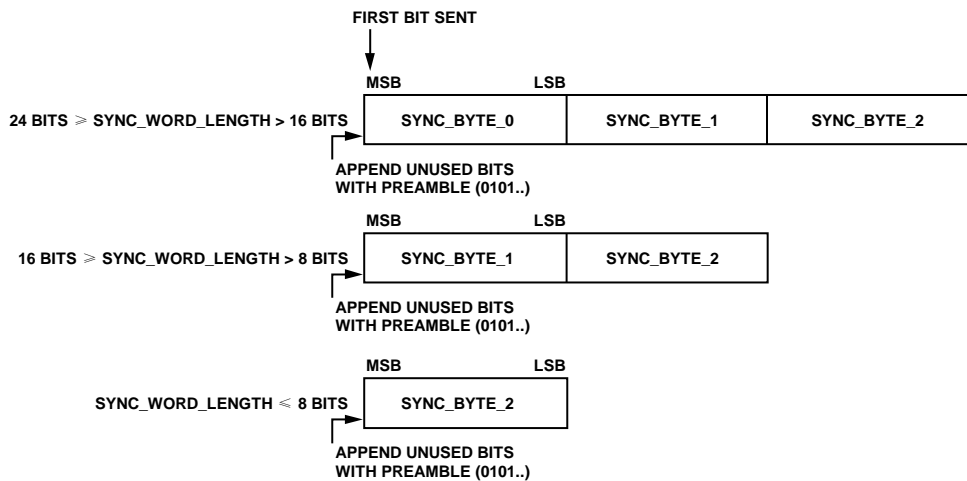 FIRST BIT SENT
MSB LSB
24 BITS ⩾ SYNC_WORD_LENGTH > 16 BITS SYNC_BYTE_0 SYNC_BYTE_1 SYNC_BYTE_2
APPEND UNUSED BITS
WITH PREAMBLE (0101..)
MSB LSB
16 BITS ⩾ SYNC_WORD_LENGTH > 8 BITS SYNC_BYTE_1 SYNC_BYTE_2
APPEND UNUSED BITS
WITH PREAMBLE (0101..)
MSB LSB
SYNC_WORD_LENGTH ⩽ 8 BITS SYNC_BYTE_2
APPEND UNUSED BITS
WITH PREAMBLE (0101..)